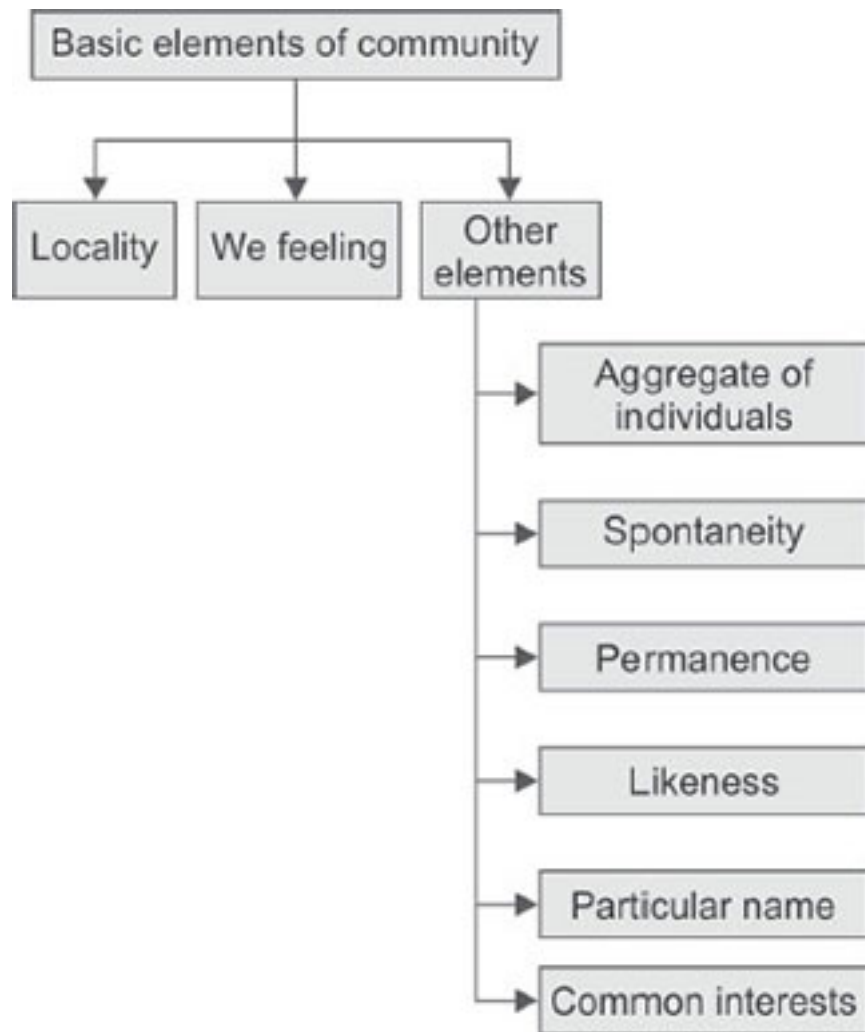 Basic elements of community
Locality
We feeling
Other
elements
Aggregate of
individuals
Spontaneity
Permanence
Likeness
Particular name
Common interests